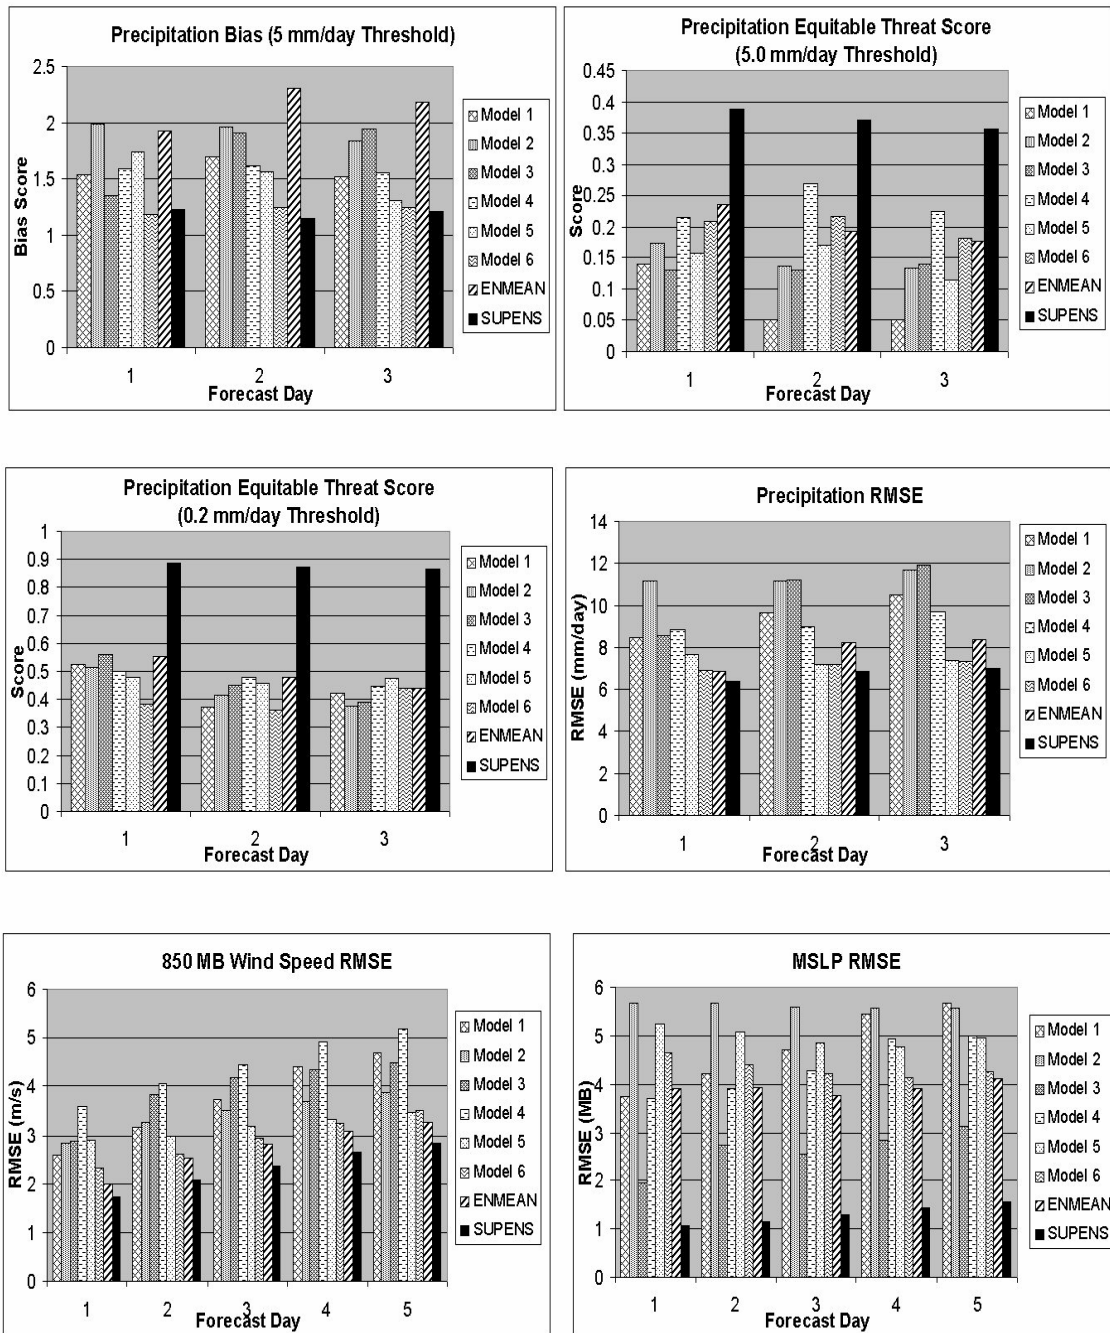 Precipitation Bias (5 mm/day Threshold)
2.5
2
1.5
1
0.5
0
Bias Score
1
2
3
Forecast Day
Model 1
Model 2
Model 3
Model 4
Model 5
Model 6
ENMEAN
SUPENS
Precipitation Equitable Threat Score
(5.0 mm/day Threshold)
0.45
0.4
0.35
0.3
0.25
0.2
0.15
0.1
0.05
0
Score
1
2
3
Forecast Day
Model 1
Model 2
Model 3
Model 4
Model 5
Model 6
ENMEAN
SUPENS
Precipitation Equitable Threat Score
(0.2 mm/day Threshold)
1
0.9
0.8
0.7
0.6
0.5
0.4
0.3
0.2
0.1
0
Score
1
2
3
Forecast Day
Model 1
Model 2
Model 3
Model 4
Model 5
Model 6
ENMEAN
SUPENS
Precipitation RMSE
14
12
10
8
6
4
2
0
RMSE (mm/day)
1
2
3
Forecast Day
Model 1
Model 2
Model 3
Model 4
Model 5
Model 6
ENMEAN
SUPENS
850 MB Wind Speed RMSE
6
5
4
3
2
1
0
RMSE (m/s)
1
2
3
4
5
Forecast Day
Model 1
Model 2
Model 3
Model 4
Model 5
Model 6
ENMEAN
SUPENS
MSLP RMSE
6
5
4
3
2
1
0
RMSE (MB)
1
2
3
4
5
Forecast Day
Model 1
Model 2
Model 3
Model 4
Model 5
Model 6
ENMEAN
SUPENS